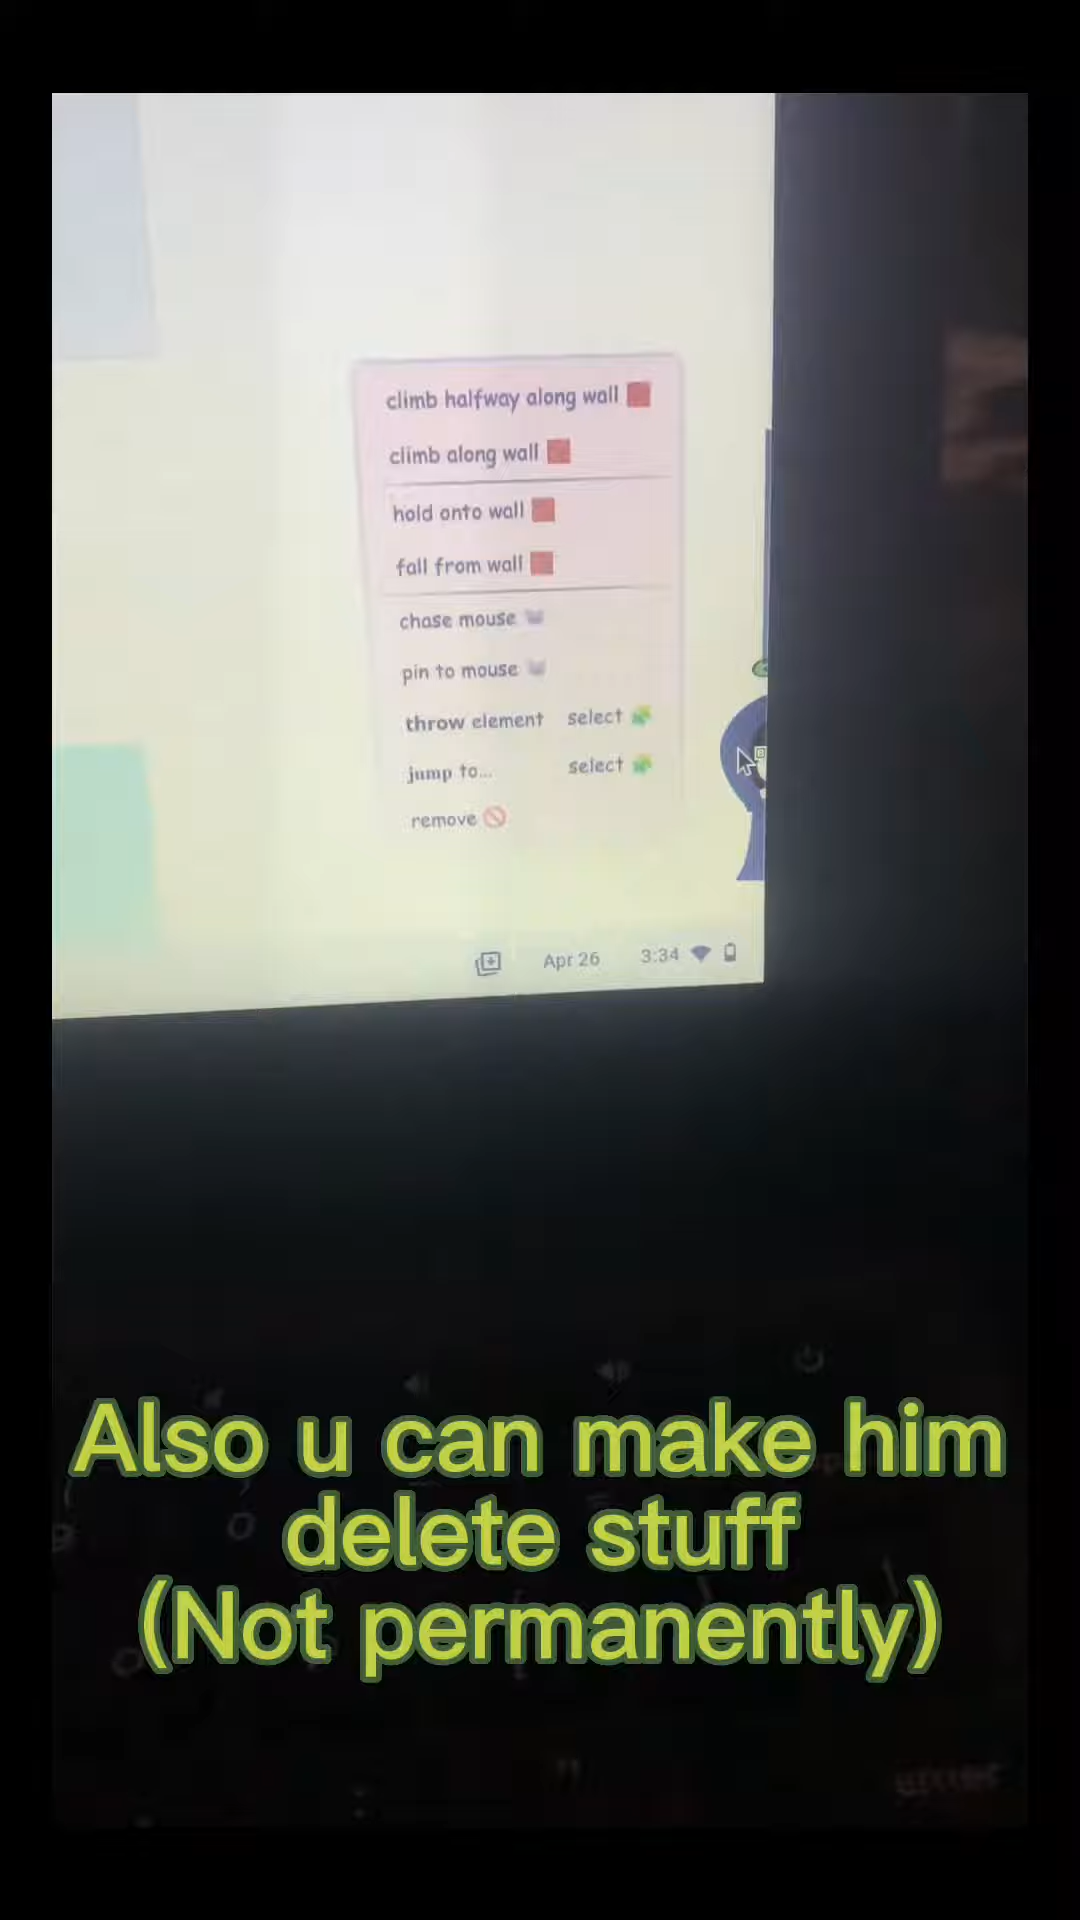 climb halfway along wall
climb along wall
hold onto wall
fall from wall
chase mouse
pin to mouse
throw element select
jump to... select
remove
Apr 26 3:34
Also u can make him
delete stuff
(Not permanently)